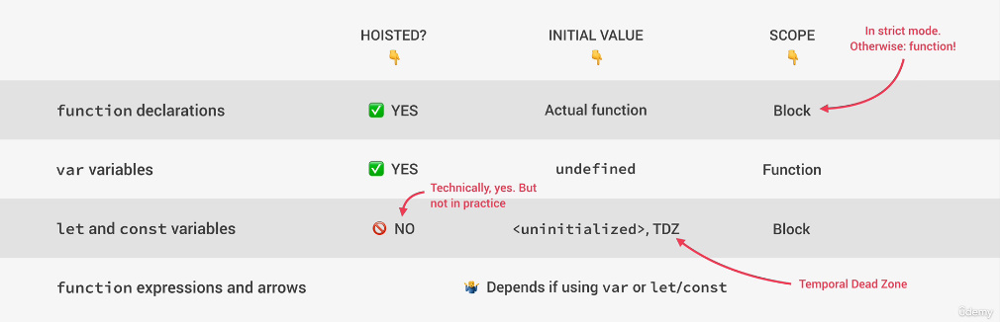 HOISTED? INITIAL VALUE SCOPE
In strict mode.
Otherwise: function!
function declarations ✅ YES Actual function Block
var variables ✅ YES undefined Function
Technically, yes. But
not in practice
let and const variables 🚫 NO <uninitialized>, TDZ Block
Temporal Dead Zone
function expressions and arrows 🤷‍♂️ Depends if using var or let/const
Udemy